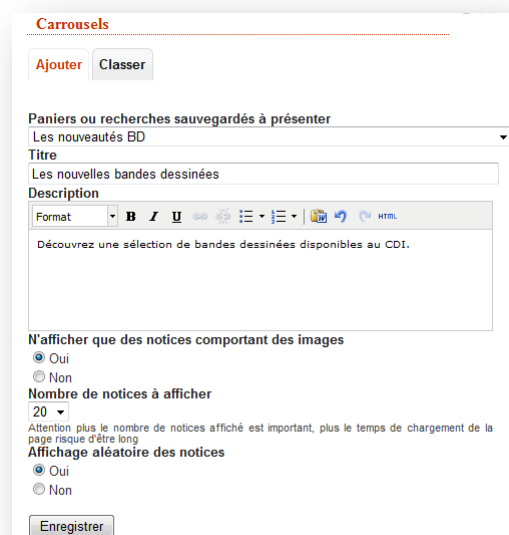 Carrousels
Ajouter Classer
Paniers ou recherches sauvegardés à présenter
Les nouveautés BD
Titre
Les nouvelles bandes dessinées
Description
Format B I U HTML
Découvrez une sélection de bandes dessinées disponibles au CDI.
N'afficher que des notices comportant des images
Oui
Non
Nombre de notices à afficher
20
Attention plus le nombre de notices affiché est important, plus le temps de chargement de la
page risque d'être long
Affichage aléatoire des notices
Oui
Non
Enregistrer